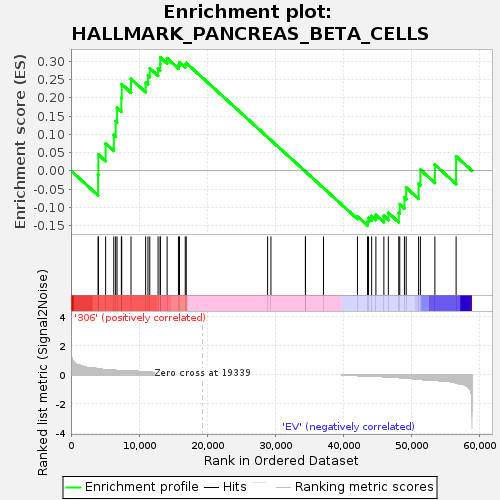 Enrichment plot:
HALLMARK_PANCREAS_BETA_CELLS
Enrichment score (ES)
0.30
0.25
0.20
0.15
0.10
0.05
0.00
-0.05
-0.10
-0.15
'306' (positively correlated)
Ranked list metric (Signal2Noise)
4
2
0
-2
-4
Zero cross at 19339
'EV' (negatively correlated)
0 10,000 20,000 30,000 40,000 50,000 60,000
Rank in Ordered Dataset
Enrichment profile Hits Ranking metric scores